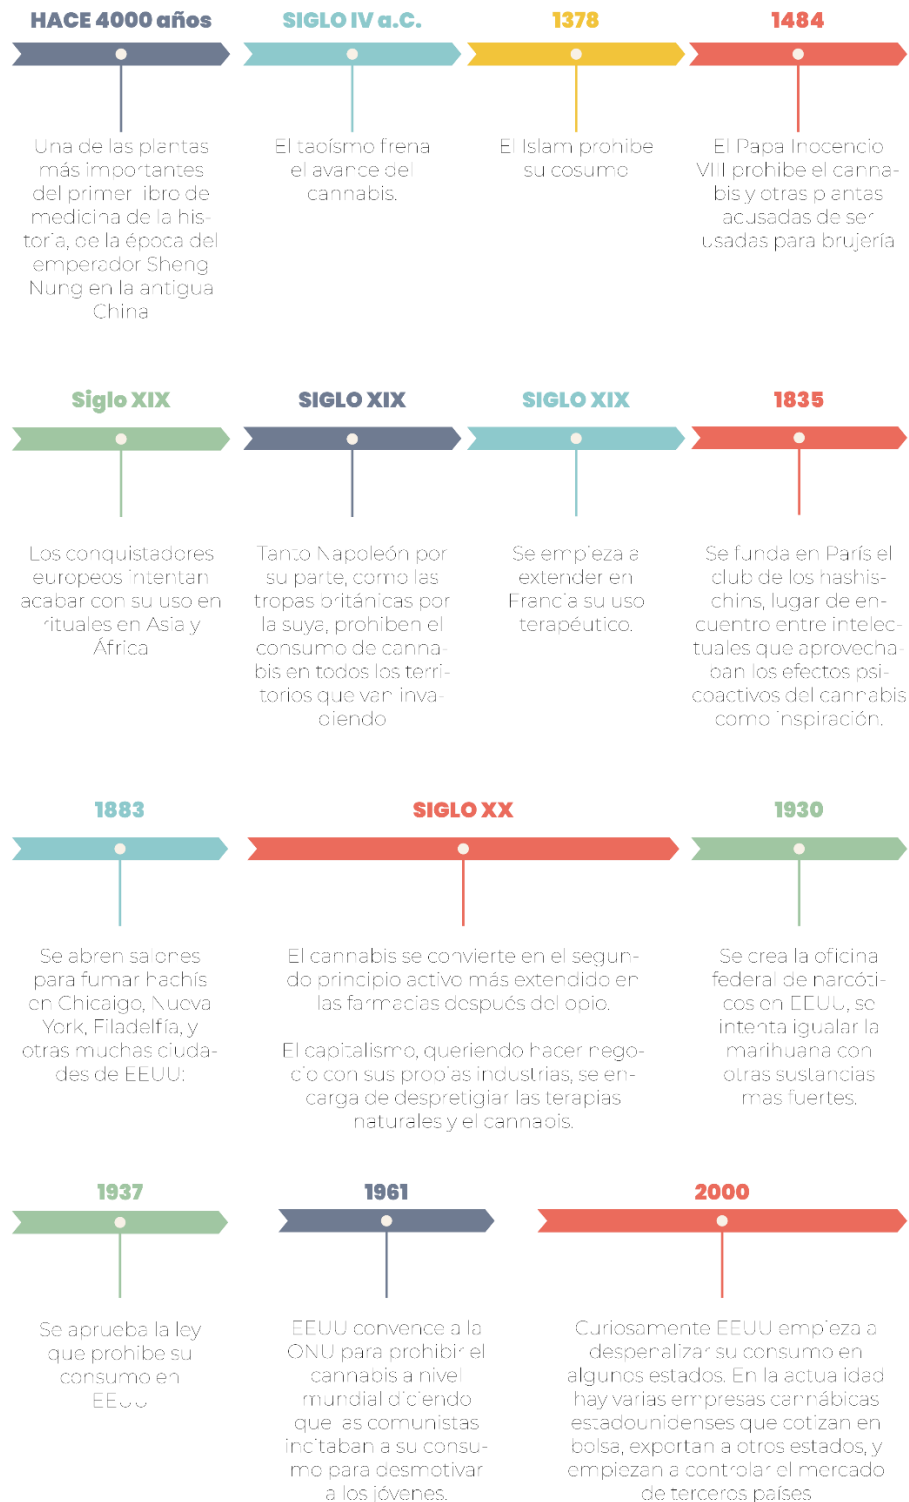 HACE 4000 años
Una de las plantas
más importantes
del primer libro de
medicina de la his-
toria, de la época del
emperador Sheng
Nung en la antigua
China
SIGLO IV a.C.
El taoísmo frena
el avance del
cannabis.
1378
El Islam prohibe
su cosumo
1484
El Papa Inocencio
VIII prohibe el canna-
bis y otras plantas
acusadas de ser
usadas para brujería
Siglo XIX
Los conquistadores
europeos intentan
acabar con su uso en
rituales en Asia y
África
SIGLO XIX
Tanto Napoleón por
su parte, como las
tropas británicas por
la suya, prohiben el
consumo de canna-
bis en todos los terri-
torios que van inva-
diendo
SIGLO XIX
Se empieza a
extender en
Francia su uso
terapéutico.
1835
Se funda en París el
club de los hashis-
chins, lugar de en-
cuentro entre intelec-
tuales que aprovecha-
ban los efectos psi-
coactivos del cannabis
como inspiración.
1883
Se abren salones
para fumar hachís
en Chicaigo, Nueva
York, Filadelfía, y
otras muchas ciuda-
des de EEUU:
SIGLO XX
El cannabis se convierte en el segun-
do principio activo más extendido en
las farmacias después del opio.
El capitalismo, queriendo hacer nego-
cio con sus propias industrias, se en-
carga de despretigiar las terapias
naturales y el cannabis.
1930
Se crea la oficina
federal de narcóti-
cos en EEUU, se
intenta igualar la
marihuana con
otras sustancias
mas fuertes.
1937
Se aprueba la ley
que prohibe su
consumo en
EEUU
1961
EEUU convence a la
ONU para prohibir el
cannabis a nivel
mundial diciendo
que las comunistas
incitaban a su consu-
mo para desmotivar
a los jóvenes.
2000
Curiosamente EEUU empieza a
despenalizar su consumo en
algunos estados. En la actualidad
hay varias empresas cannábicas
estadounidenses que cotizan en
bolsa, exportan a otros estados, y
empiezan a controlar el mercado
de terceros países